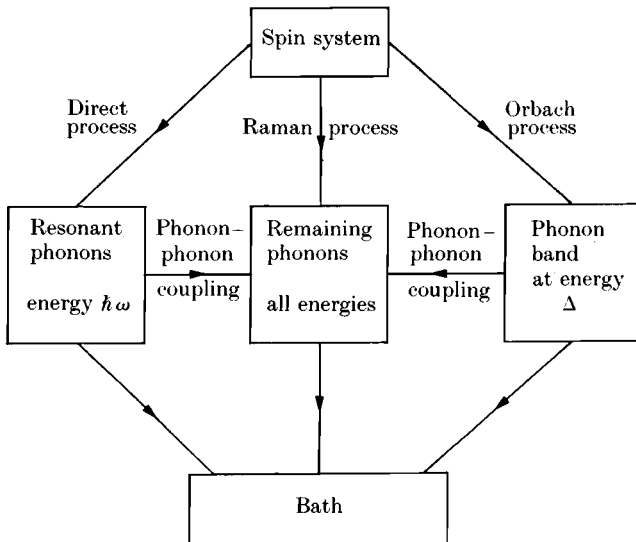 Spin system
Direct
process
Raman process
Orbach
process
Resonant
phonons
energy ħω
Phonon–
phonon
coupling
Remaining
phonons
all energies
Phonon–
phonon
coupling
Phonon
band
at energy
Δ
Bath